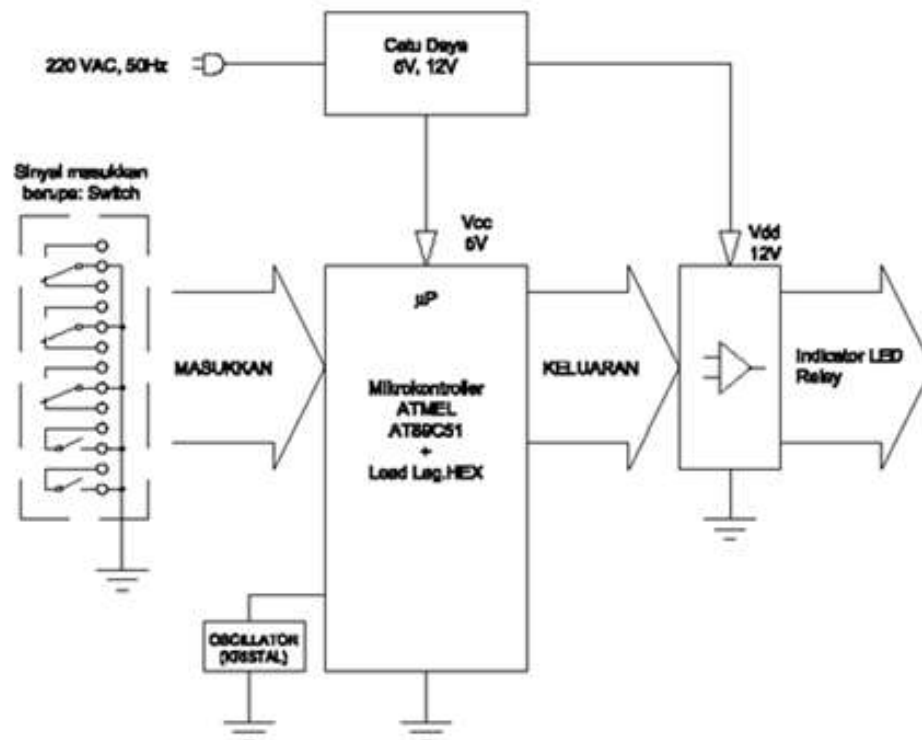 Catu Daya
5V, 12V
220 VAC, 50Hz
Sinyal masukkan
berupa: Switch
Vcc
5V
Vdd
12V
µP
MASUKKAN
Mikrokontroller
ATMEL
AT89C51
+
Lead Lag.HEX
KELUARAN
Indicator LED
Relay
OSCILLATOR
(KRISTAL)